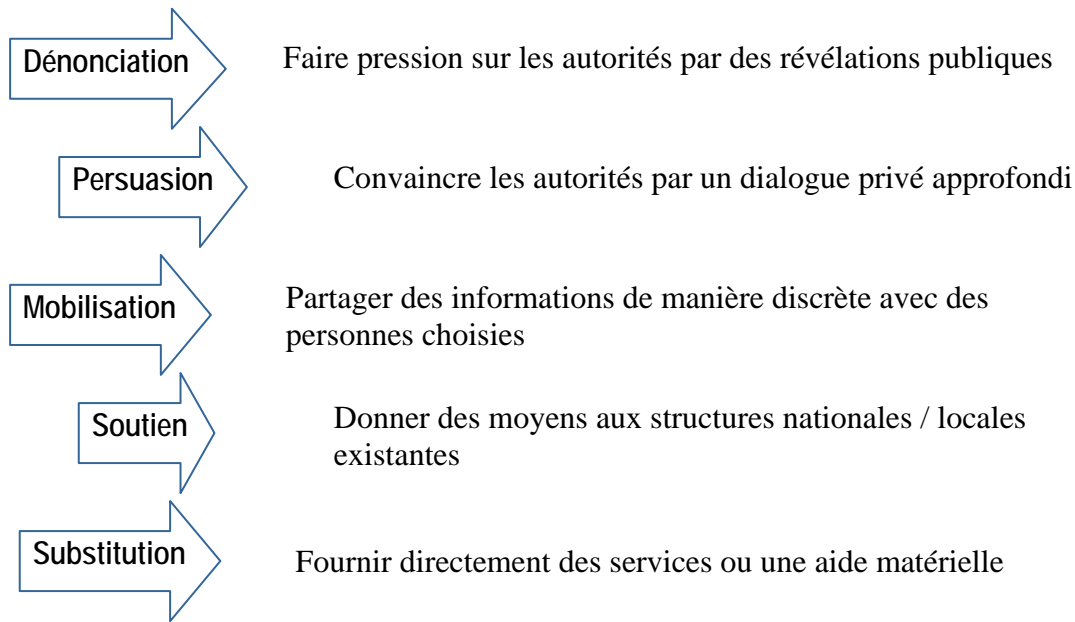 Dénonciation
Faire pression sur les autorités par des révélations publiques
Persuasion
Convaincre les autorités par un dialogue privé approfondi
Mobilisation
Partager des informations de manière discrète avec des
personnes choisies
Soutien
Donner des moyens aux structures nationales / locales
existantes
Substitution
Fournir directement des services ou une aide matérielle